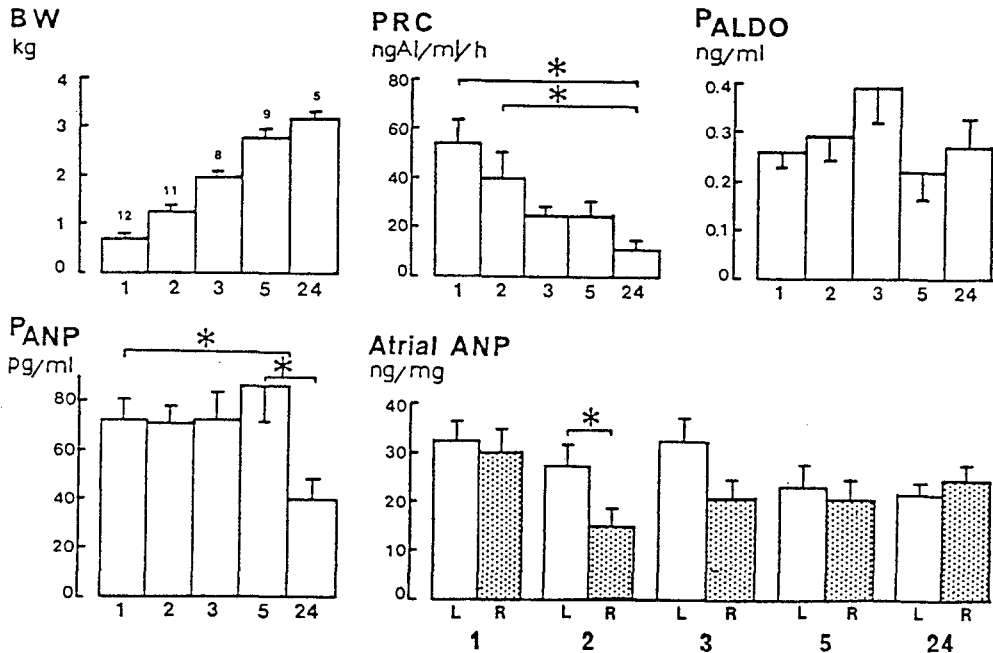 BW
kg
4
3
2
1
0
12
11
8
9
5
1 2 3 5 24
PRC
ngAI/ml/h
80
60
40
20
0
*
*
1 2 3 5 24
PALDO
ng/ml
0.4
0.3
0.2
0.1
0
1 2 3 5 24
PANP
pg/ml
80
60
40
20
0
*
*
1 2 3 5 24
Atrial ANP
ng/mg
40
30
20
10
0
*
L R L R L R L R L R
1 2 3 5 24